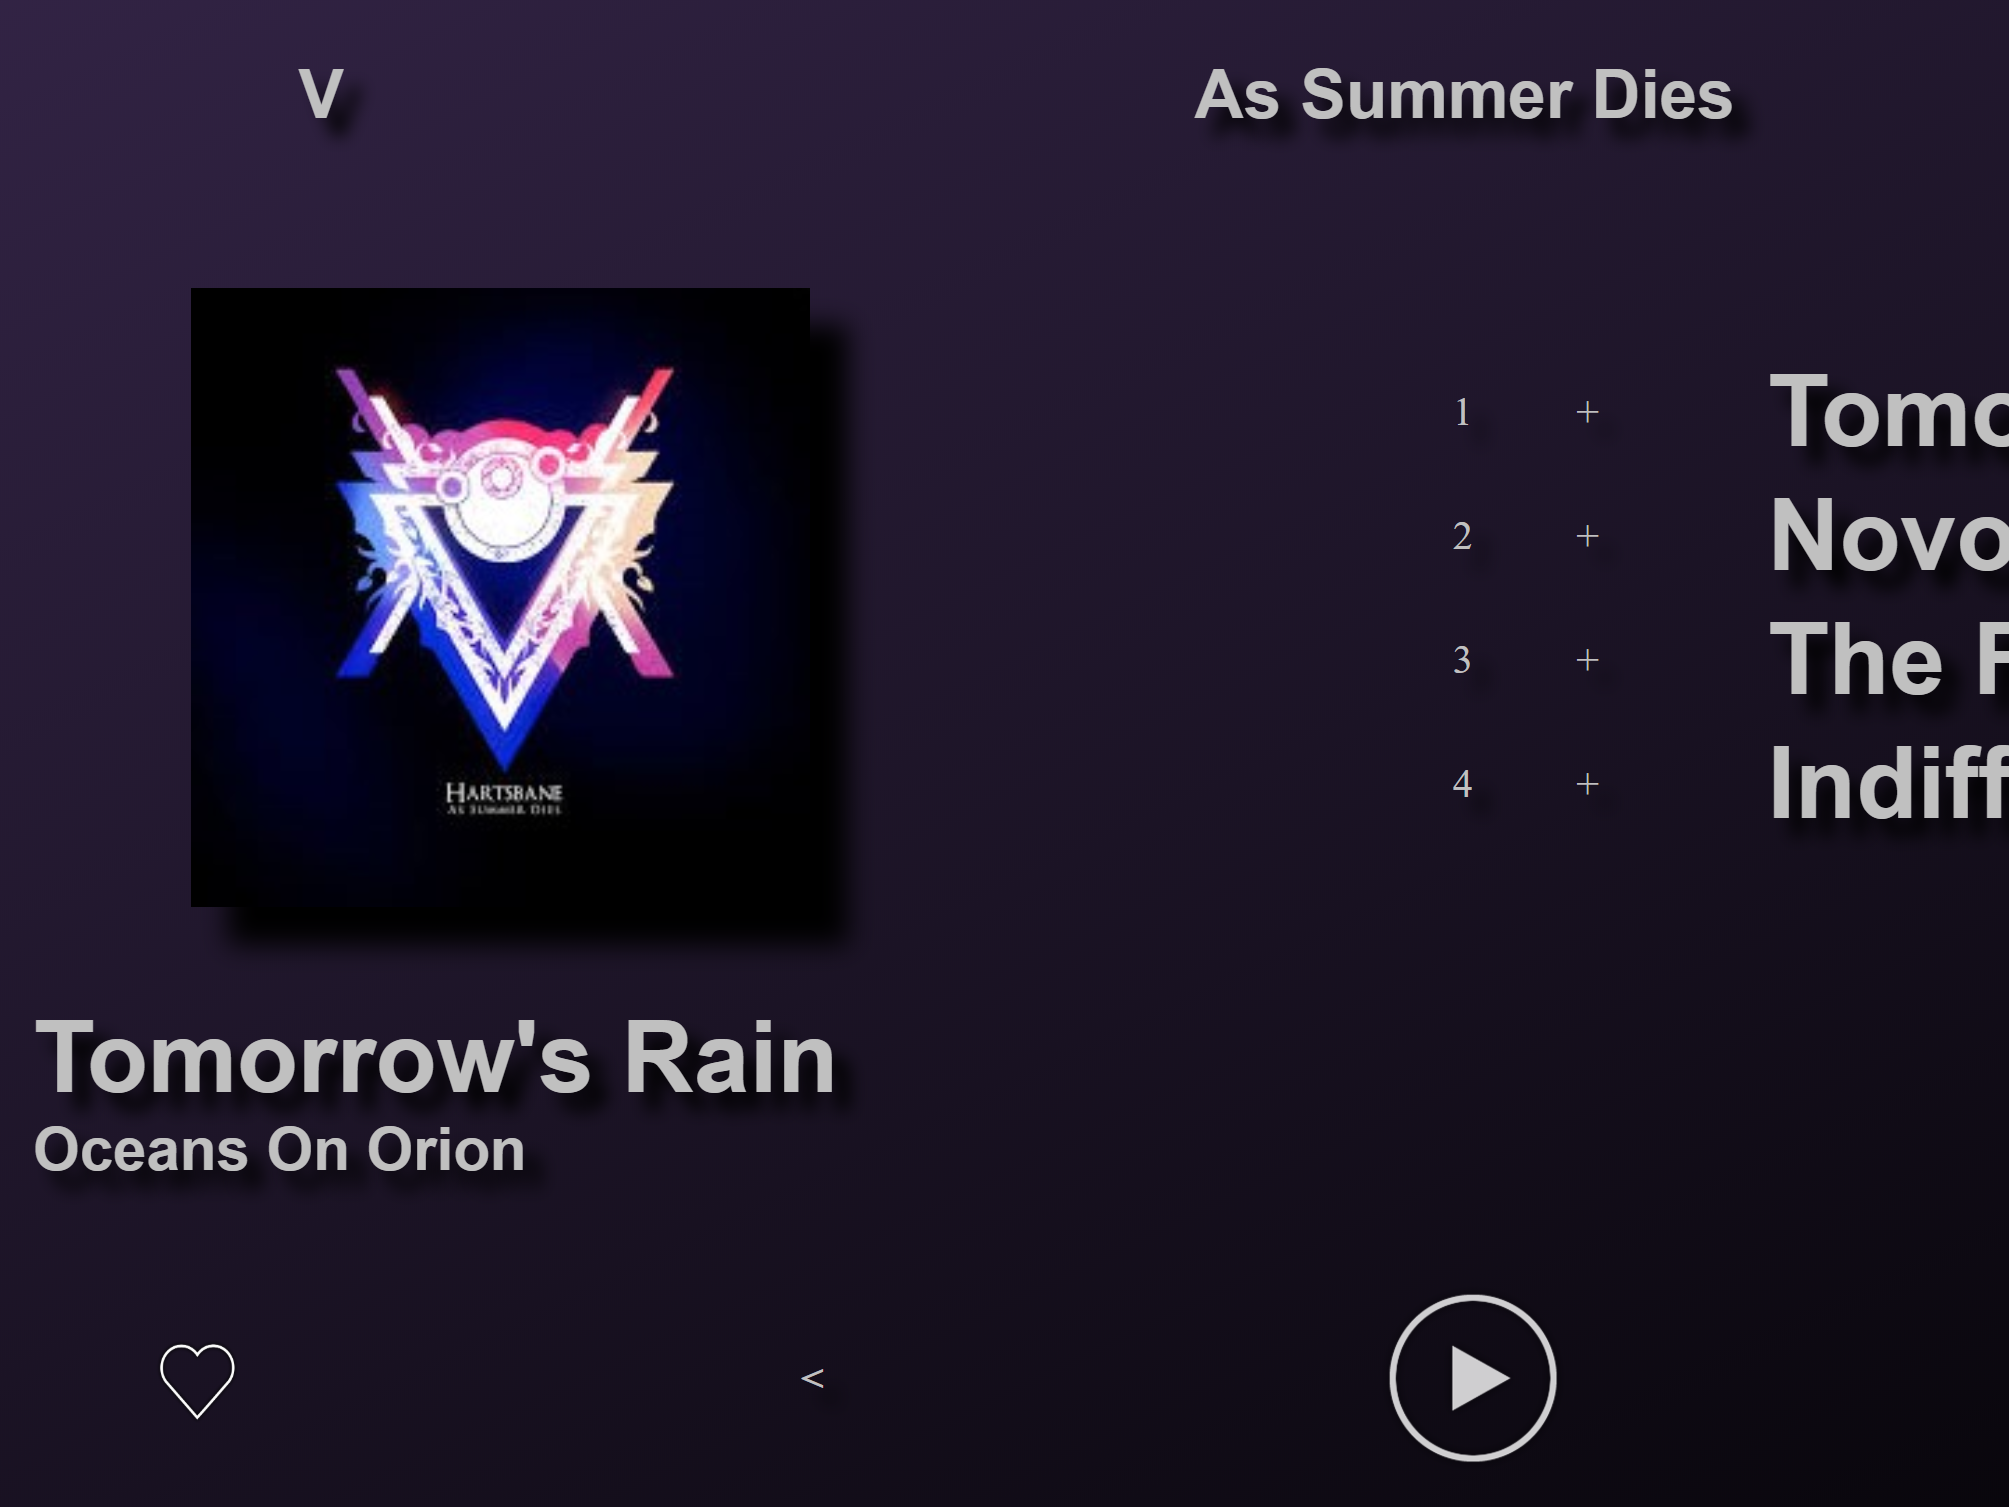 V As Summer Dies
HARTSBANE
AS SUMMER DIES
1 + Tomo
2 + Novo
3 + The F
4 + Indiff
Tomorrow's Rain
Oceans On Orion
<